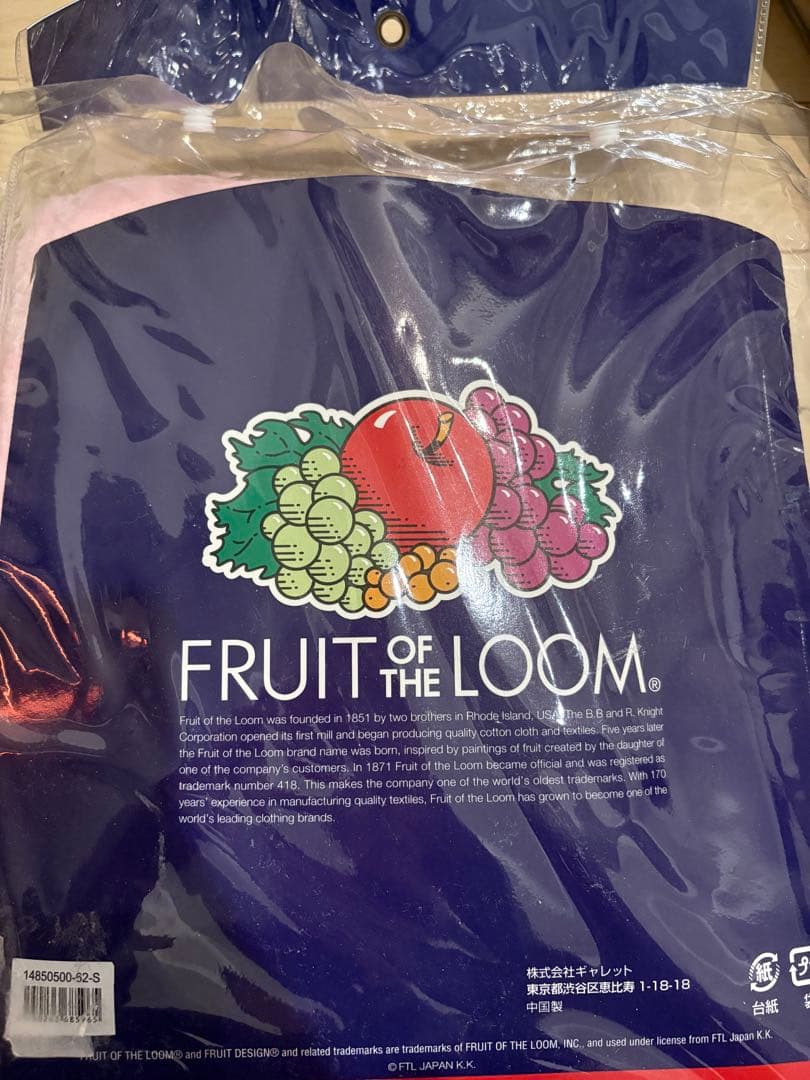 FRUIT OF THE LOOM®
Fruit of the Loom was founded in 1851 by two brothers in Rhode Island, USA. The B.B and R. Knight
Corporation opened its first mill and began producing quality cotton cloth and textiles. Five years later
the Fruit of the Loom brand name was born, inspired by paintings of fruit created by the daughter of
one of the company's customers. In 1871 Fruit of the Loom became official and was registered as
trademark number 418. This makes the company one of the world's oldest trademarks. With 170
years' experience in manufacturing quality textiles, Fruit of the Loom has grown to become one of the
world's leading clothing brands.
14850500-62-S
株式会社ギャレット
東京都渋谷区恵比寿 1-18-18
中国製
紙
台紙
FRUIT OF THE LOOM® and FRUIT DESIGN® and related trademarks are trademarks of FRUIT OF THE LOOM, INC., and used under license from FTL Japan K.K.
© FTL JAPAN K.K.